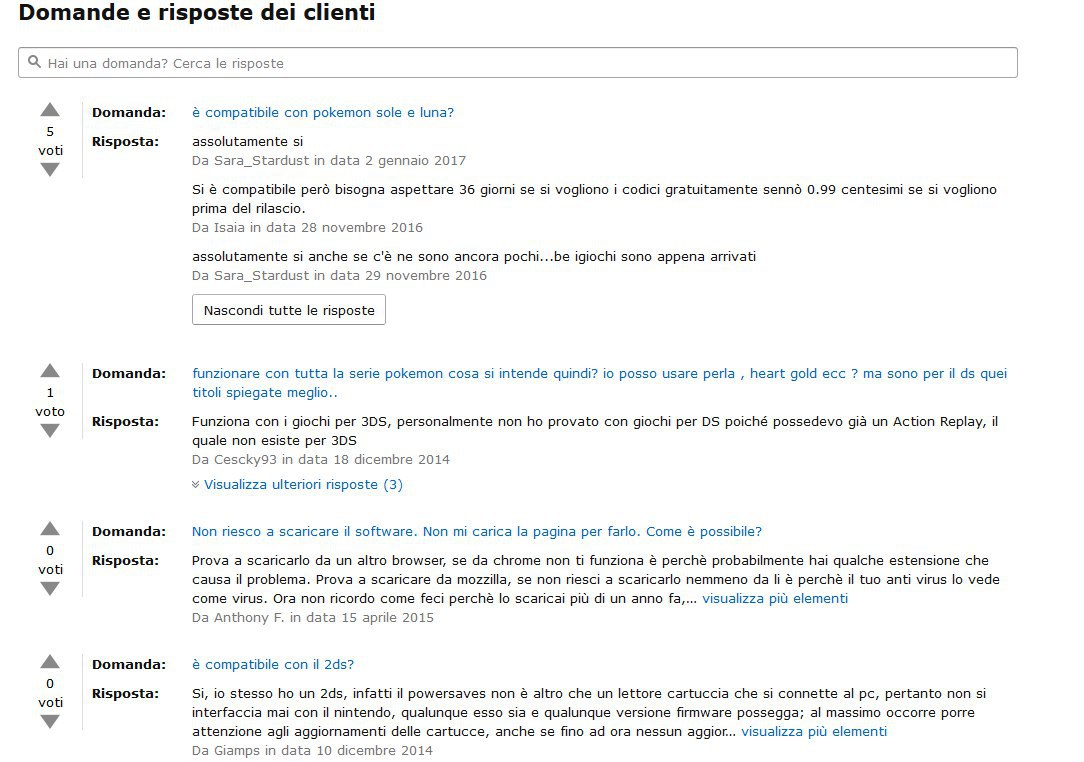 Domande e risposte dei clienti
Hai una domanda? Cerca le risposte
5
voti
Domanda: è compatibile con pokemon sole e luna?
Risposta: assolutamente si
Da Sara_Stardust in data 2 gennaio 2017
Si è compatibile però bisogna aspettare 36 giorni se si vogliono i codici gratuitamente sennò 0.99 centesimi se si vogliono
prima del rilascio.
Da Isaia in data 28 novembre 2016
assolutamente si anche se c'è ne sono ancora pochi...be igiochi sono appena arrivati
Da Sara_Stardust in data 29 novembre 2016
Nascondi tutte le risposte
1
voto
Domanda: funzionare con tutta la serie pokemon cosa si intende quindi? io posso usare perla , heart gold ecc ? ma sono per il ds quei
titoli spiegate meglio..
Risposta: Funziona con i giochi per 3DS, personalmente non ho provato con giochi per DS poiché possedevo già un Action Replay, il
quale non esiste per 3DS
Da Cescky93 in data 18 dicembre 2014
Visualizza ulteriori risposte (3)
0
voti
Domanda: Non riesco a scaricare il software. Non mi carica la pagina per farlo. Come è possibile?
Risposta: Prova a scaricarlo da un altro browser, se da chrome non ti funziona è perchè probabilmente hai qualche estensione che
causa il problema. Prova a scaricare da mozzilla, se non riesci a scaricarlo nemmeno da li è perchè il tuo anti virus lo vede
come virus. Ora non ricordo come feci perchè lo scaricai più di un anno fa,... visualizza più elementi
Da Anthony F. in data 15 aprile 2015
0
voti
Domanda: è compatibile con il 2ds?
Risposta: Si, io stesso ho un 2ds, infatti il powersaves non è altro che un lettore cartuccia che si connette al pc, pertanto non si
interfaccia mai con il nintendo, qualunque esso sia e qualunque versione firmware possegga; al massimo occorre porre
attenzione agli aggiornamenti delle cartucce, anche se fino ad ora nessun aggior... visualizza più elementi
Da Giamps in data 10 dicembre 2014